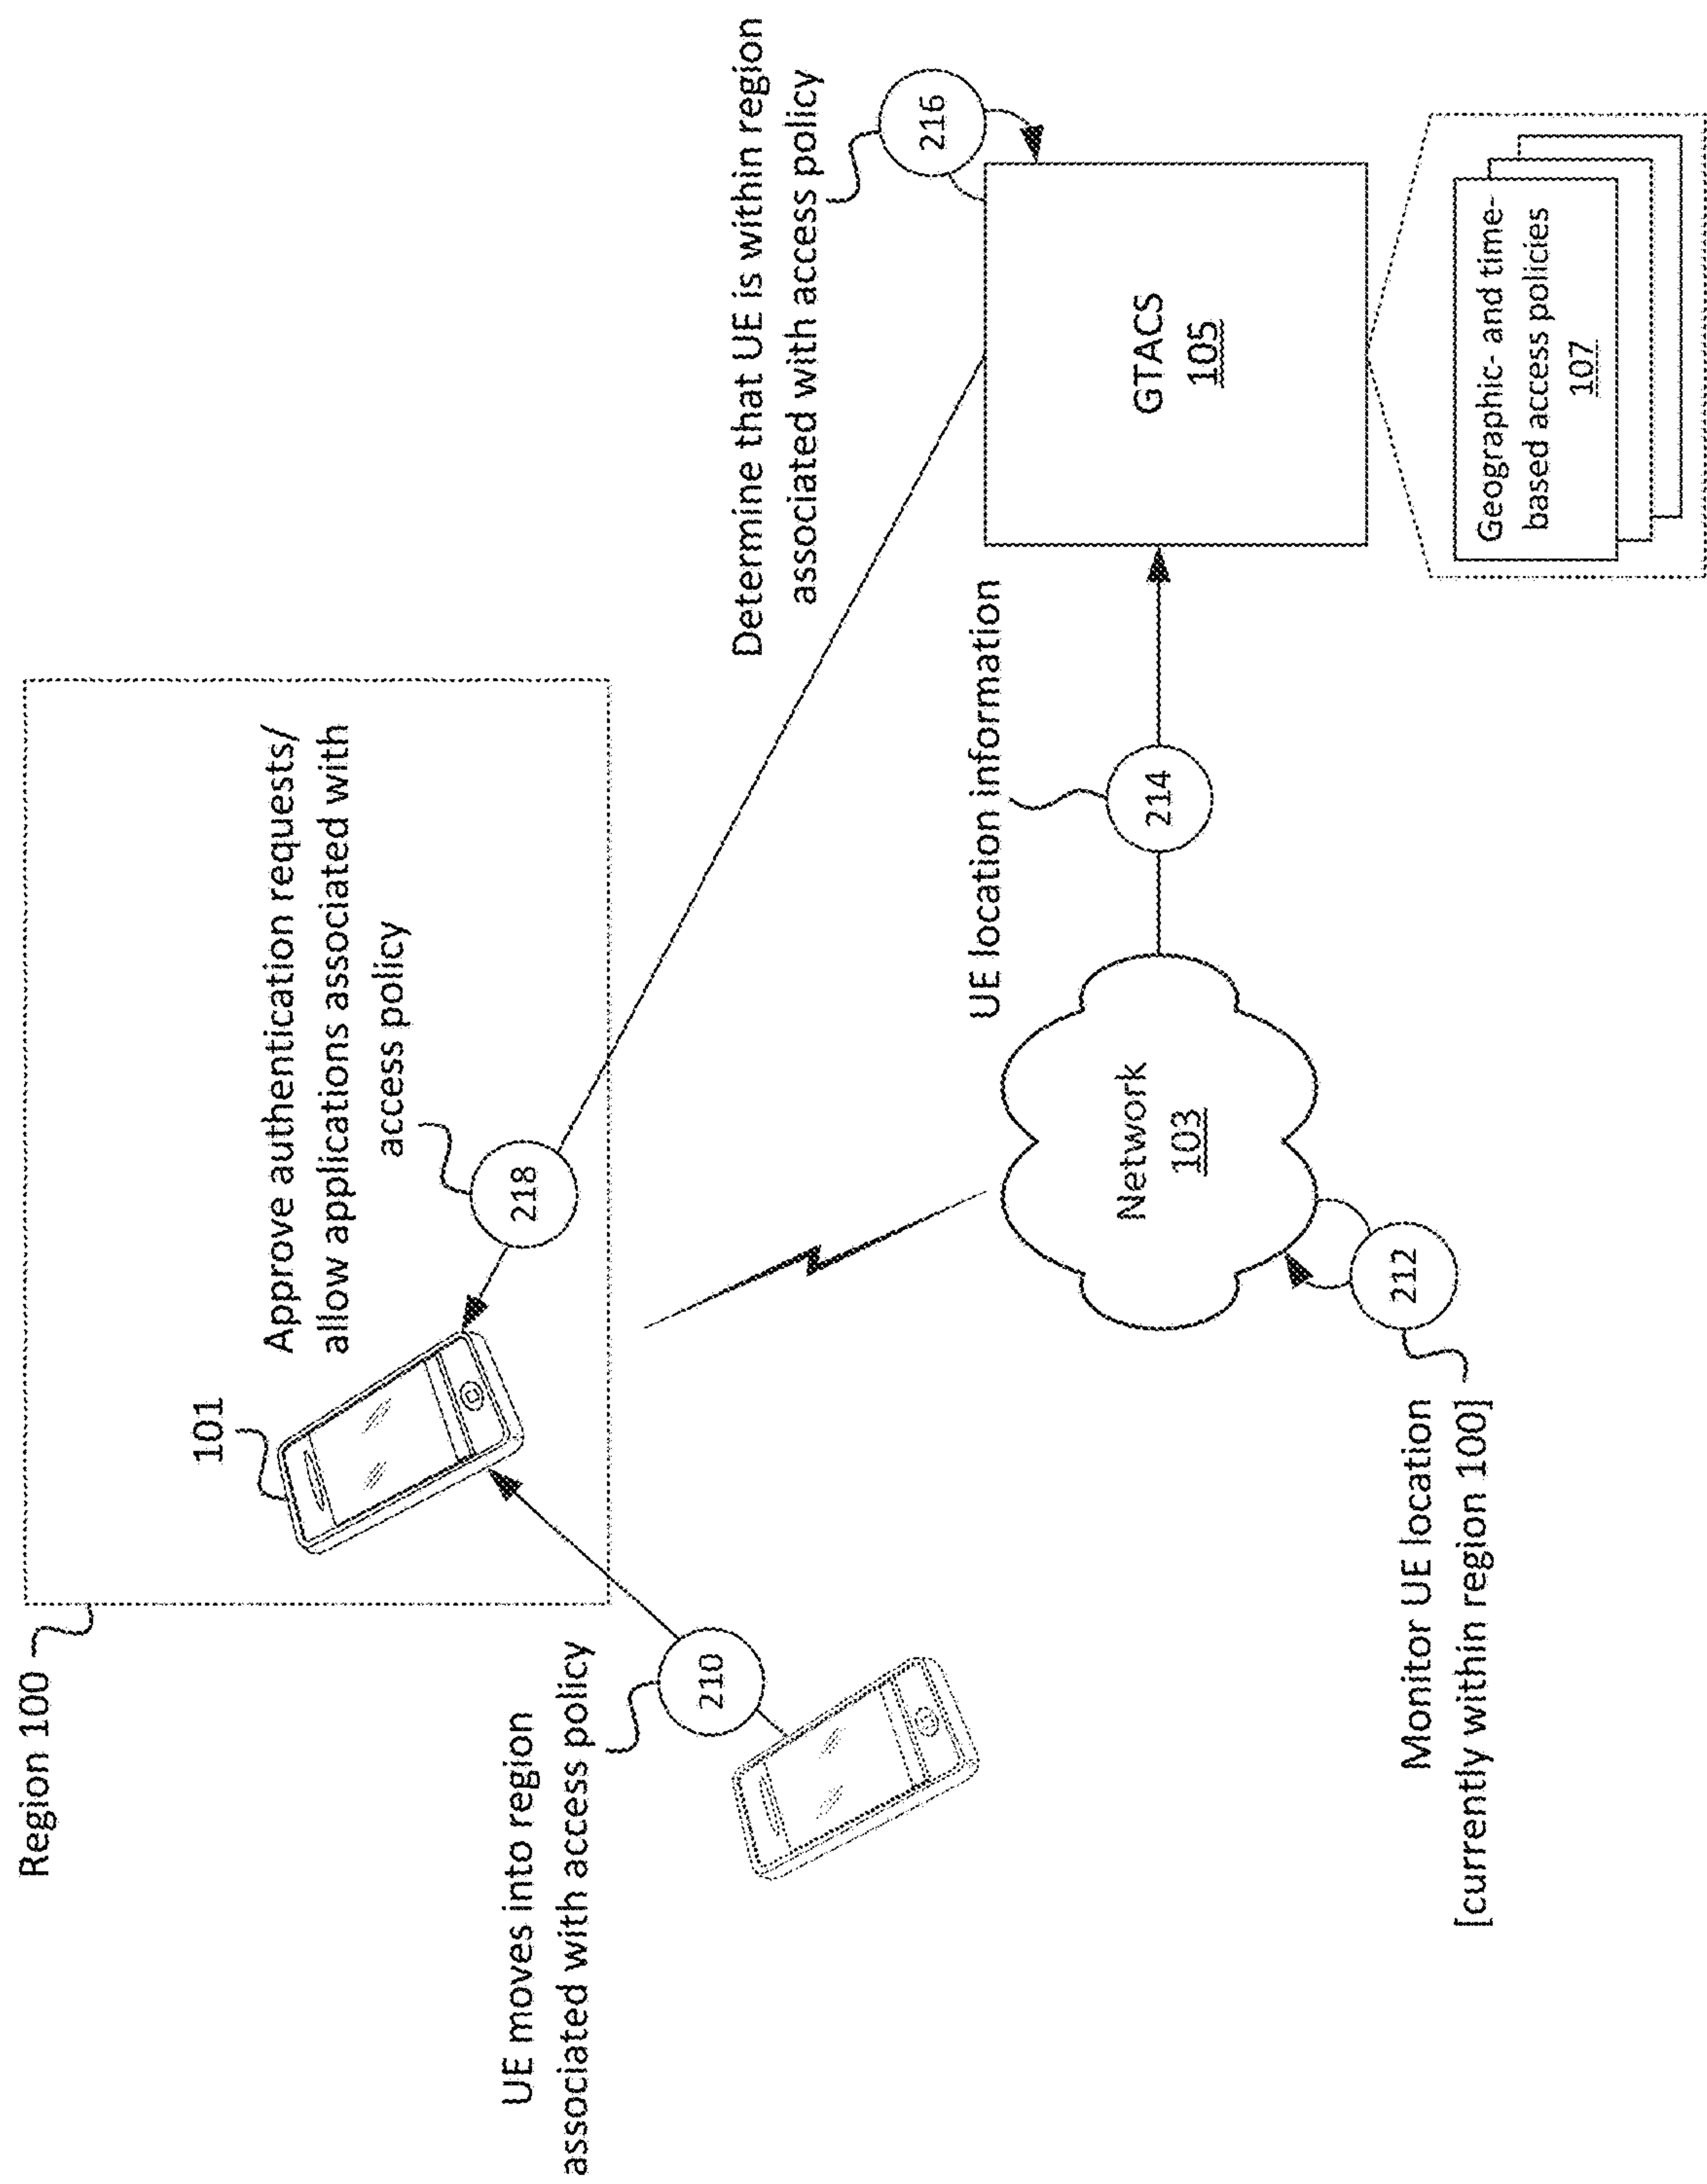 Region 100
101
Approve authentication requests/
allow applications associated with
access policy
218
UE moves into region
associated with access policy
210
Determine that UE is within region
associated with access policy
216
UE location information
214
Network
103
GTACS
105
212
Monitor UE location
[currently within region 100]
Geographic- and time-
based access policies
107